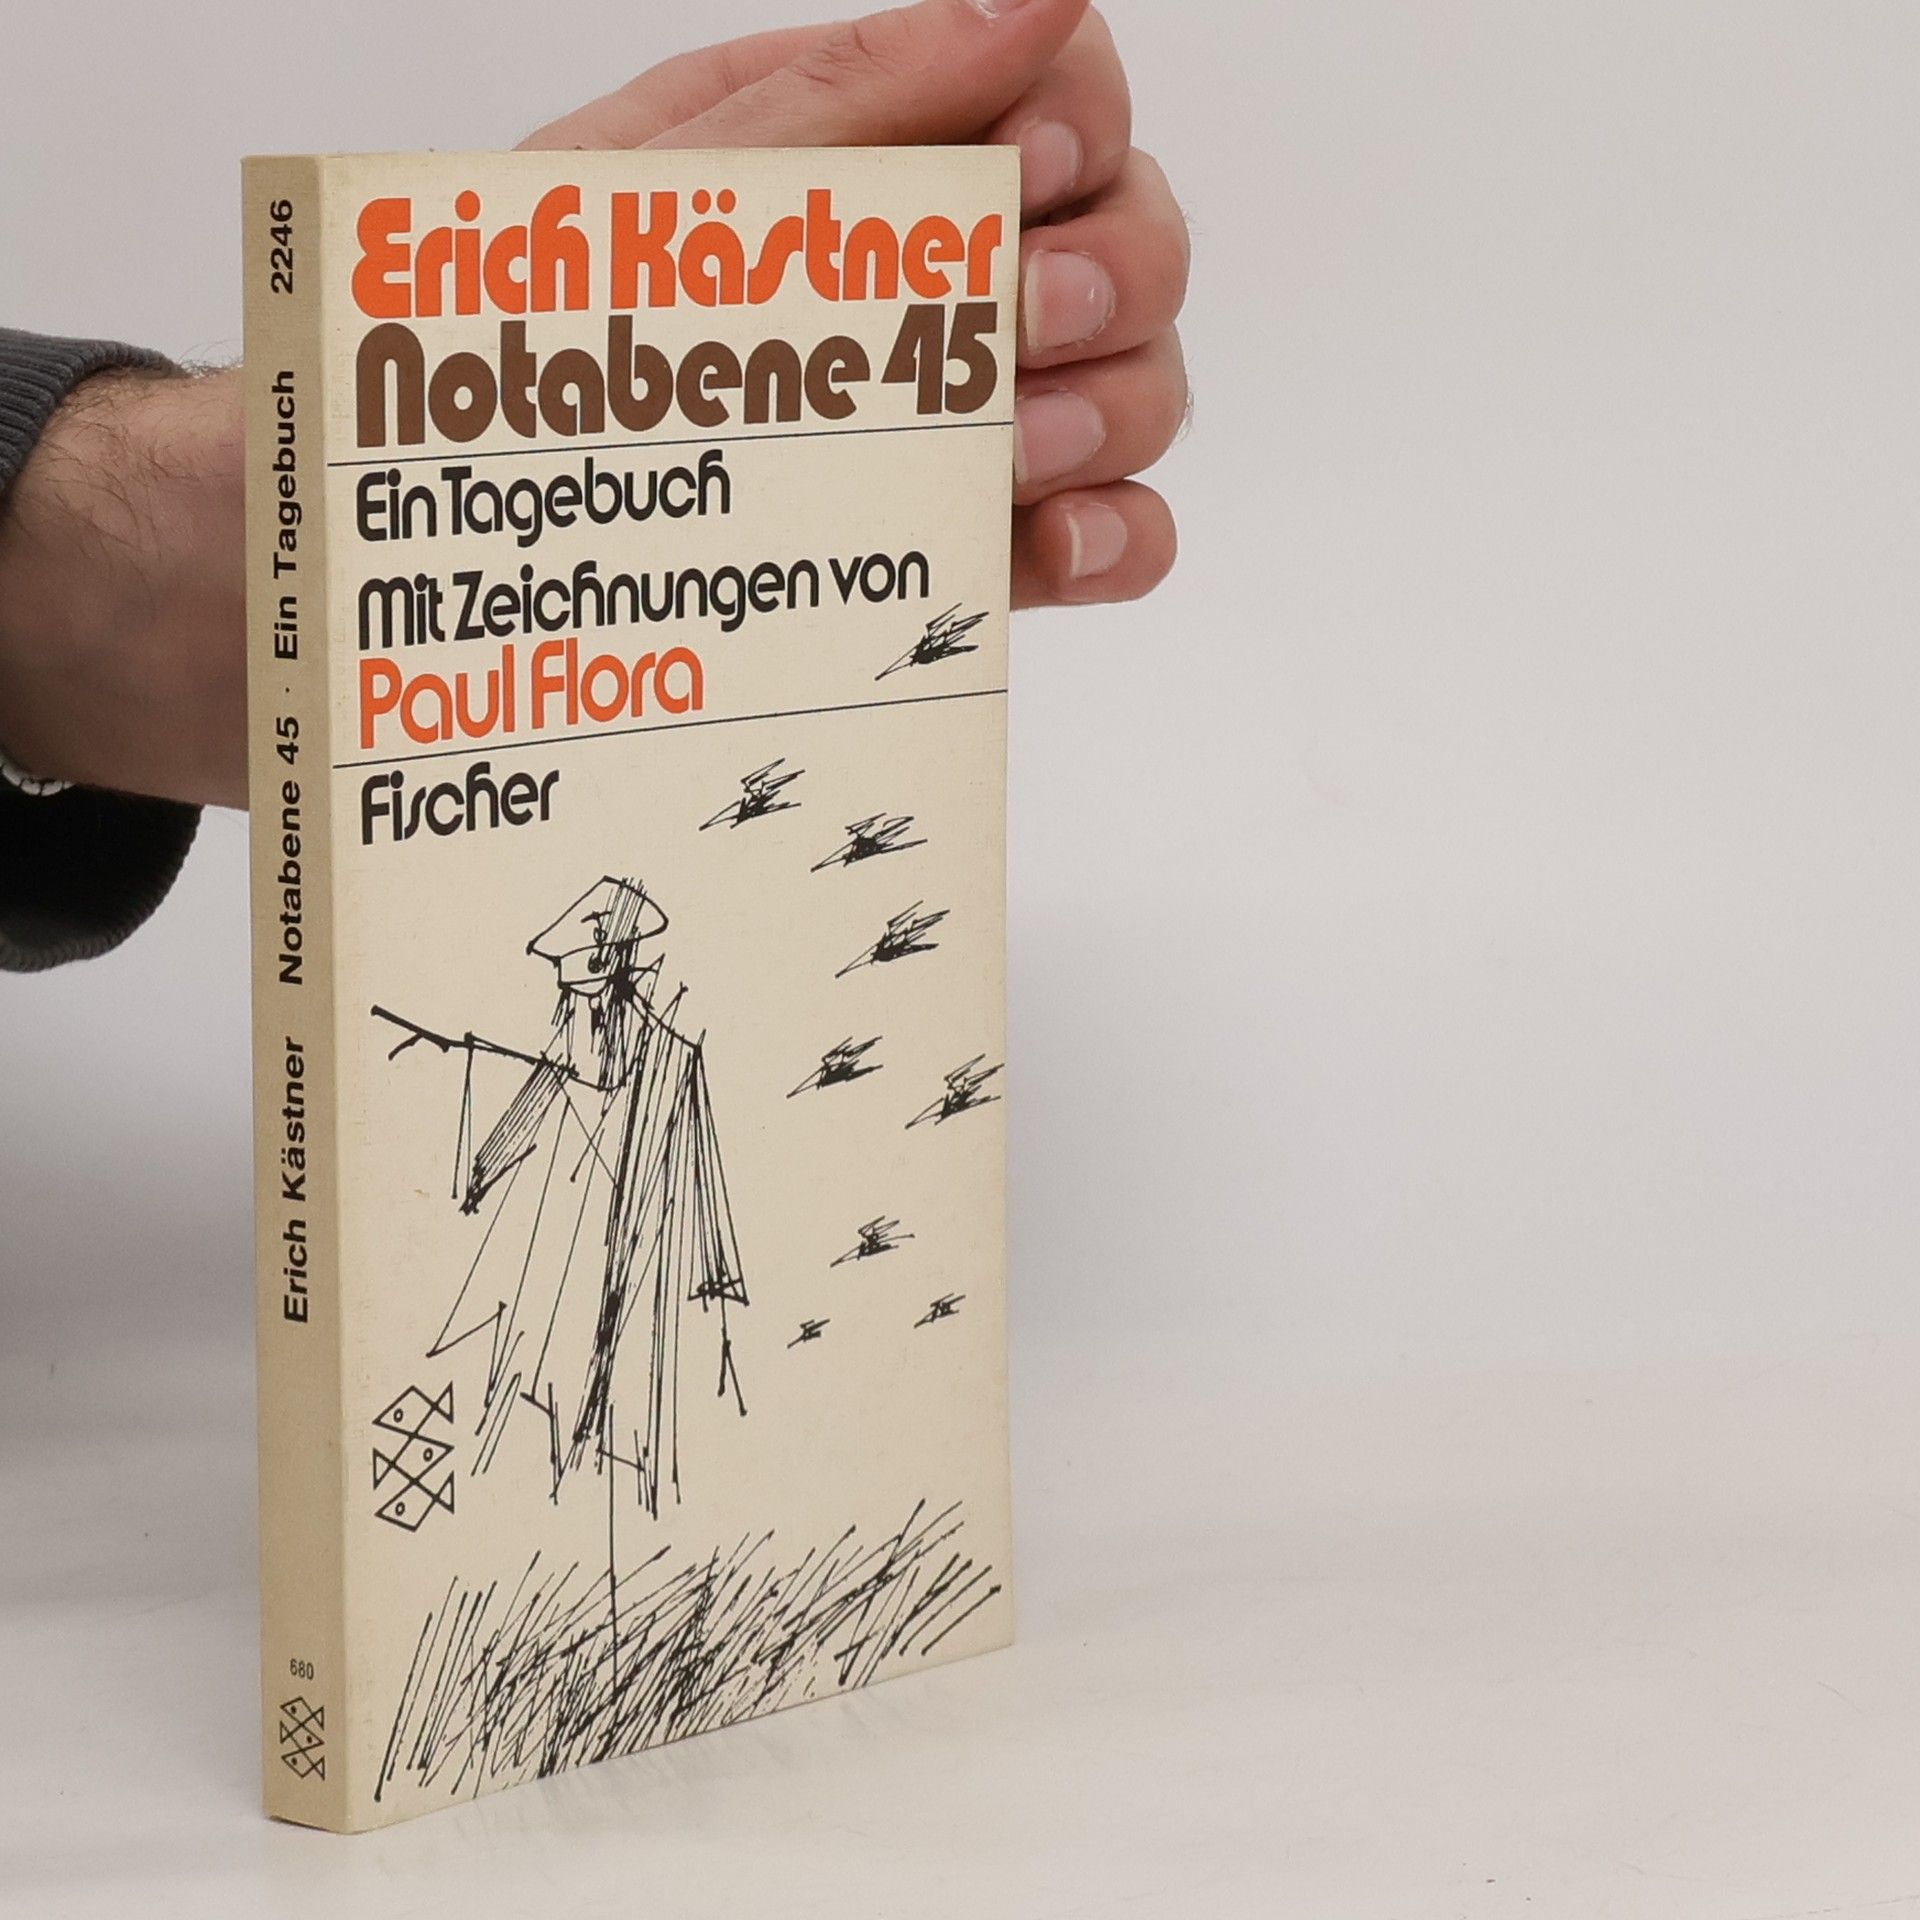 Erich Kästner
Notabene 45
Ein Tagebuch
Mit Zeichnungen von
Paul Flora
Fischer
Erich Kästner Notabene 45 · Ein Tagebuch 2246
680